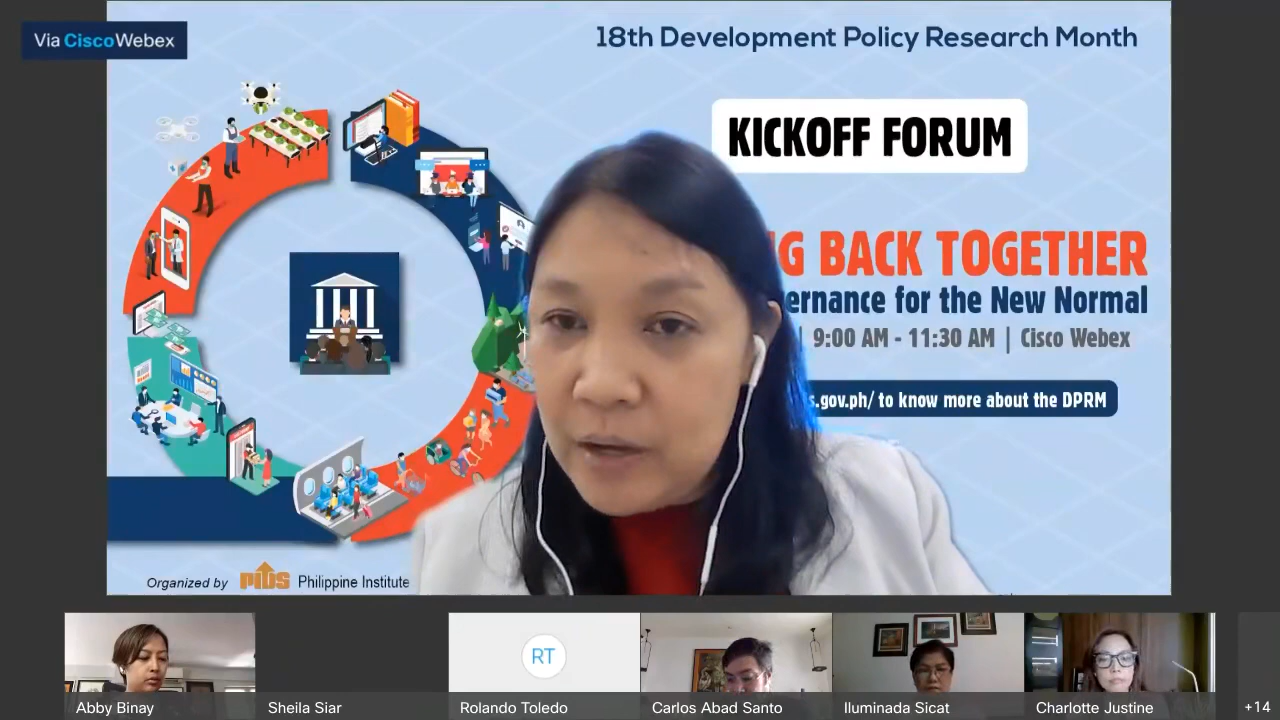 Via CiscoWebex
18th Development Policy Research Month
KICKOFF FORUM
G BACK TOGETHER
ernance for the New Normal
| 9:00 AM - 11:30 AM | Cisco Webex
s.gov.ph/ to know more about the DPRM
Organized by PIDS Philippine Institute
RT
Abby Binay
Sheila Siar
Rolando Toledo
Carlos Abad Santo
Iluminada Sicat
Charlotte Justine
+14